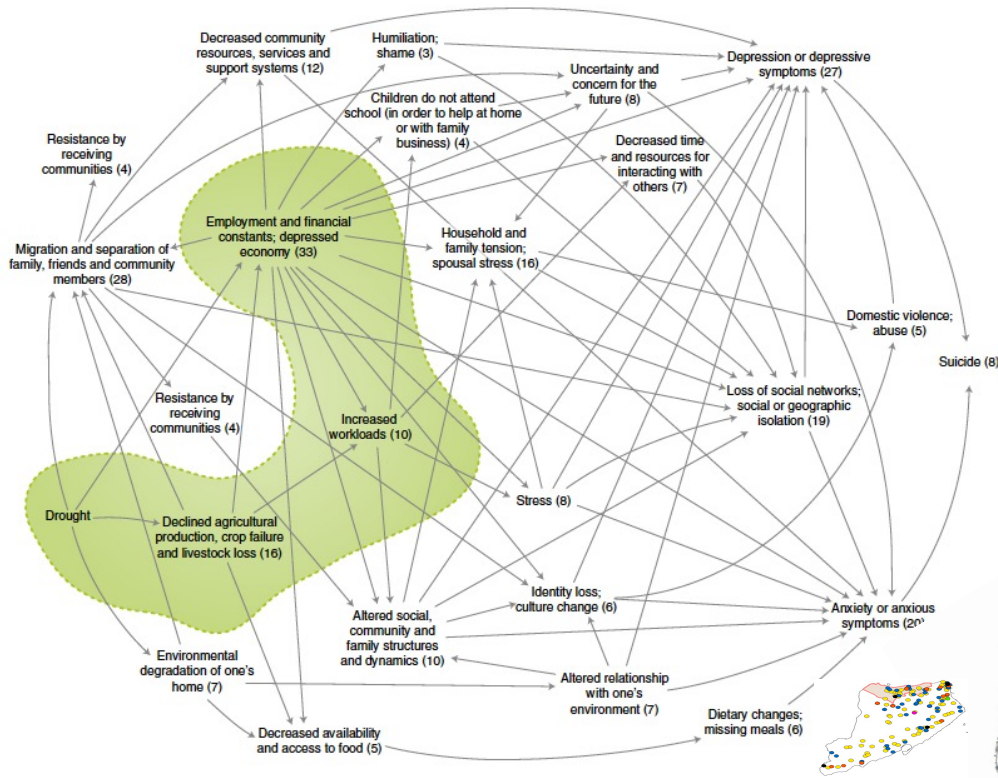 Decreased community
resources, services and
support systems (12)
Humiliation;
shame (3)
Depression or depressive
symptoms (27)
Uncertainty and
concern for the
future (8)
Children do not attend
school (in order to help at home
or with family
business) (4)
Resistance by
receiving
communities (4)
Decreased time
and resources for
interacting with
others (7)
Employment and financial
constants; depressed
economy (33)
Household and
family tension;
spousal stress (16)
Migration and separation of
family, friends and community
members (28)
Domestic violence;
abuse (5)
Suicide (8)
Loss of social networks;
social or geographic
isolation (19)
Resistance by
receiving
communities (4)
Increased
workloads (10)
Stress (8)
Drought
Declined agricultural
production, crop failure
and livestock loss (16)
Identity loss;
culture change (6)
Anxiety or anxious
symptoms (20)
Altered social,
community and
family structures
and dynamics (10)
Environmental
degradation of one's
home (7)
Altered relationship
with one's
environment (7)
Dietary changes;
missing meals (6)
Decreased availability
and access to food (5)